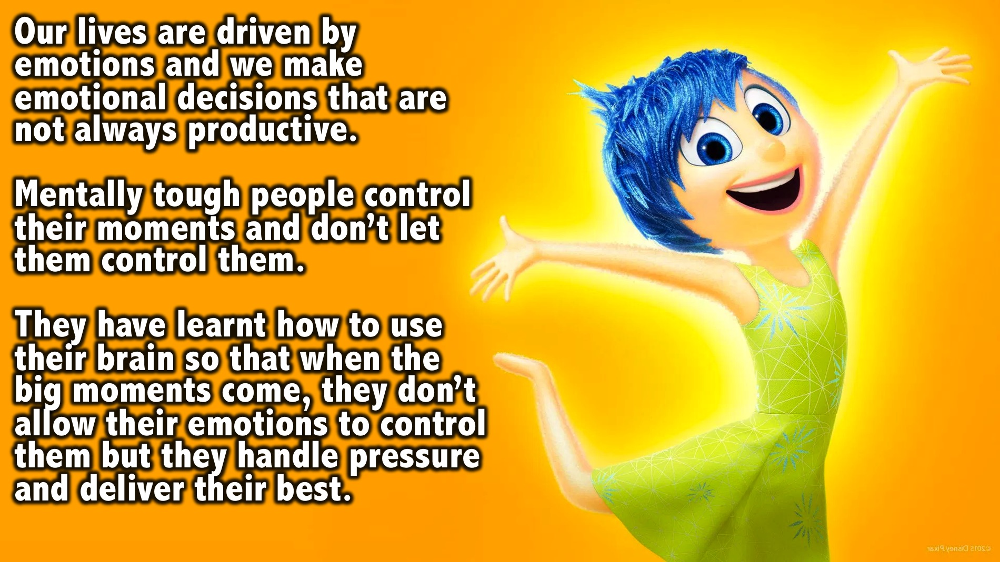 Our lives are driven by
emotions and we make
emotional decisions that are
not always productive.
Mentally tough people control
their moments and don't let
them control them.
They have learnt how to use
their brain so that when the
big moments come, they don't
allow their emotions to control
them but they handle pressure
and deliver their best.
©2015 Disney.Pixar